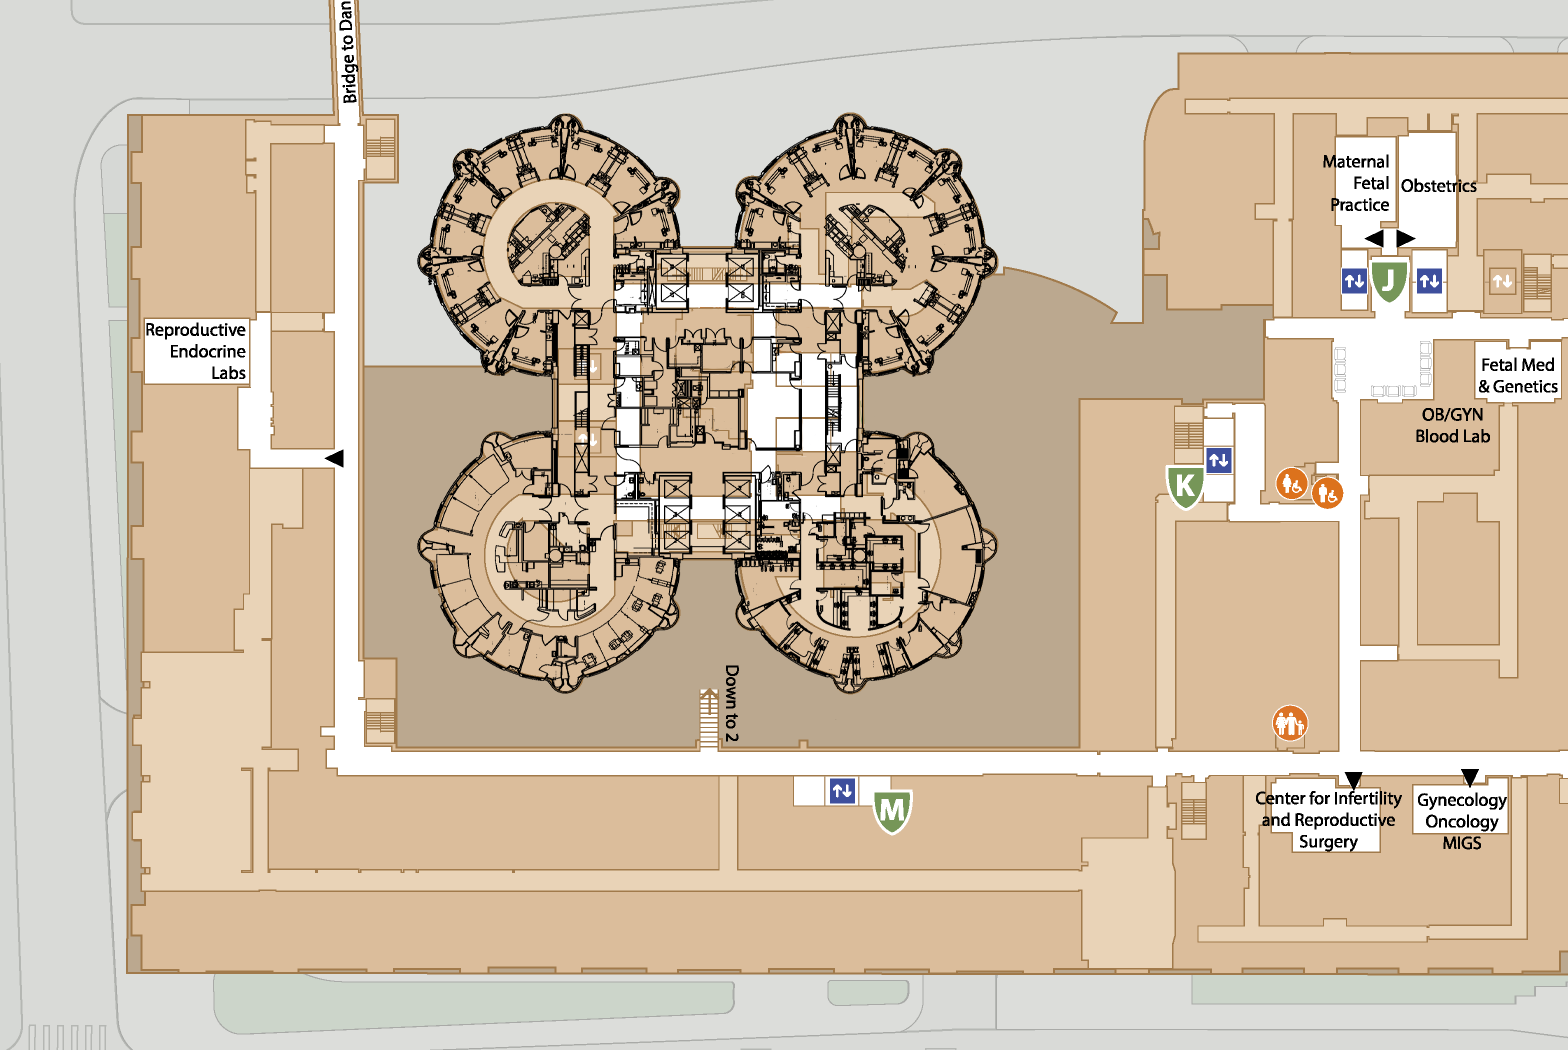 Bridge to Dan
Maternal
Fetal
Practice
Obstetrics
J
Reproductive
Endocrine
Labs
Fetal Med
& Genetics
OB/GYN
Blood Lab
K
Down to 2
M
Center for Infertility
and Reproductive
Surgery
Gynecology
Oncology
MIGS